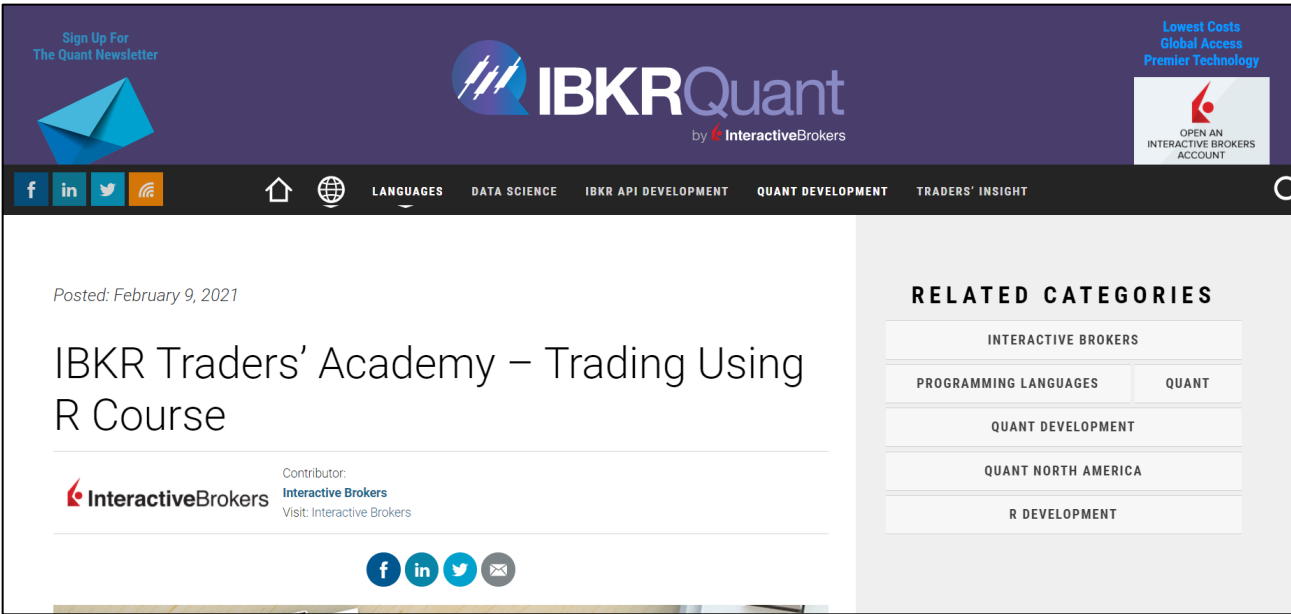 Sign Up For
The Quant Newsletter
IBKRQuant
by InteractiveBrokers
Lowest Costs
Global Access
Premier Technology
OPEN AN
INTERACTIVE BROKERS
ACCOUNT
f in LANGUAGES DATA SCIENCE IBKR API DEVELOPMENT QUANT DEVELOPMENT TRADERS' INSIGHT
Posted: February 9, 2021
IBKR Traders’ Academy – Trading Using
R Course
InteractiveBrokers
Contributor:
Interactive Brokers
Visit: Interactive Brokers
f in
RELATED CATEGORIES
INTERACTIVE BROKERS
PROGRAMMING LANGUAGES QUANT
QUANT DEVELOPMENT
QUANT NORTH AMERICA
R DEVELOPMENT